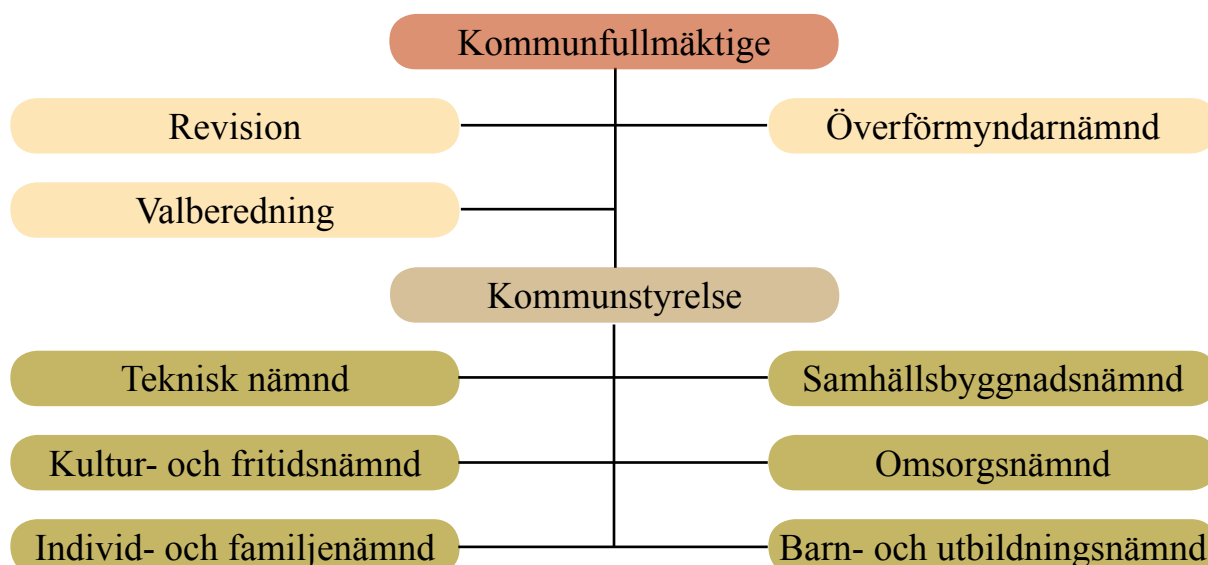 Kommunfullmäktige
Revision
Överförmyndarnämnd
Valberedning
Kommunstyrelse
Teknisk nämnd
Samhällsbyggnadsnämnd
Kultur- och fritidsnämnd
Omsorgsnämnd
Individ- och familjenämnd
Barn- och utbildningsnämnd